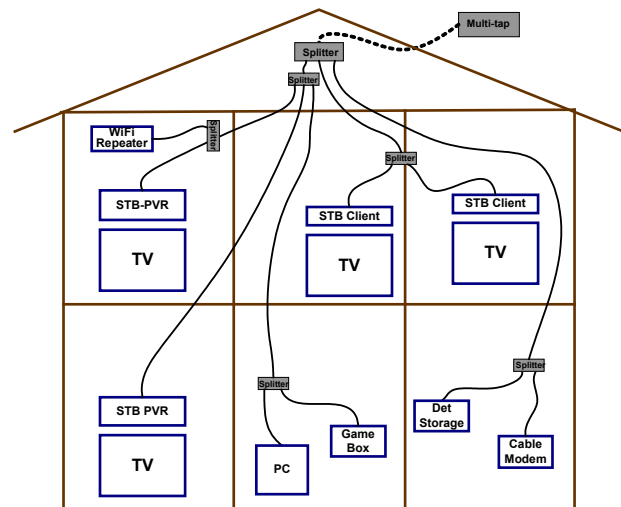 Multi-tap
Splitter
Splitter
WiFi
Repeater
Splitter
Splitter
STB-PVR
STB Client
STB Client
TV
TV
TV
Splitter
Splitter
STB PVR
Det
Storage
Game
Box
Cable
Modem
TV
PC